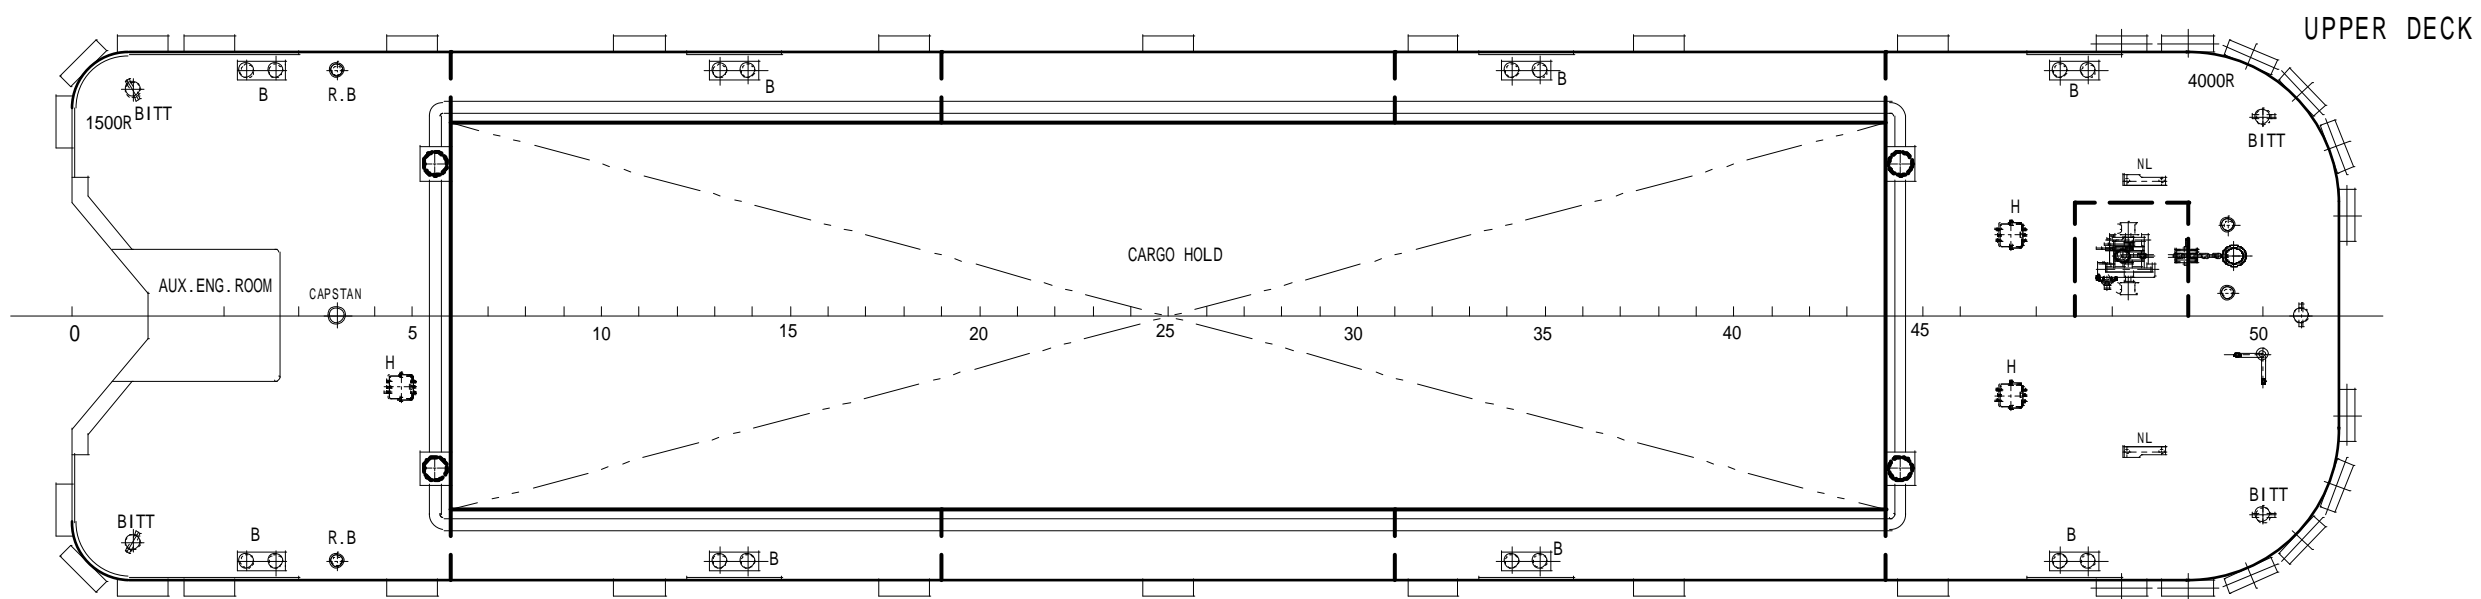 UPPER DECK
B
R.B
B
B
B
4000R
1500R
BITT
BITT
NL
H
CARGO HOLD
AUX.ENG.ROOM
CAPSTAN
0 5 10 15 20 25 30 35 40 45 50
H
H
NL
BITT
BITT
B
R.B
B
B
B